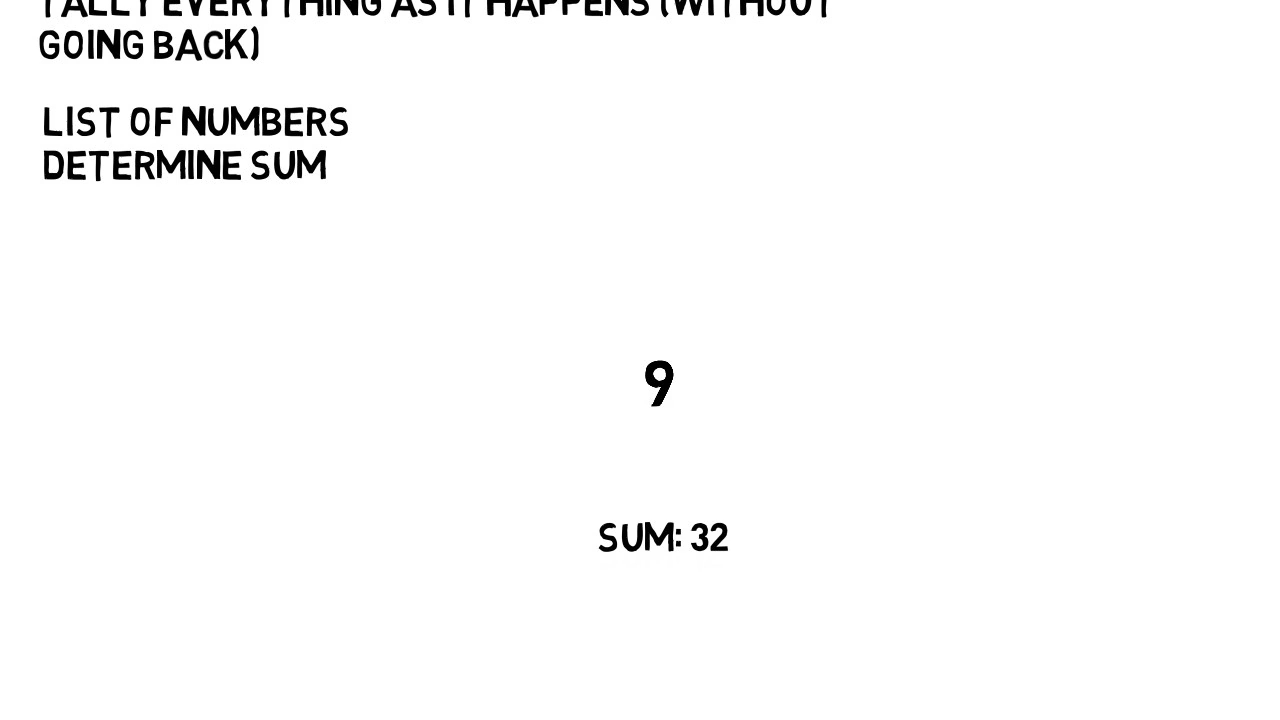 TALLY EVERYTHING AS IT HAPPENS (WITHOUT
GOING BACK)
LIST OF NUMBERS
DETERMINE SUM
9
SUM: 32